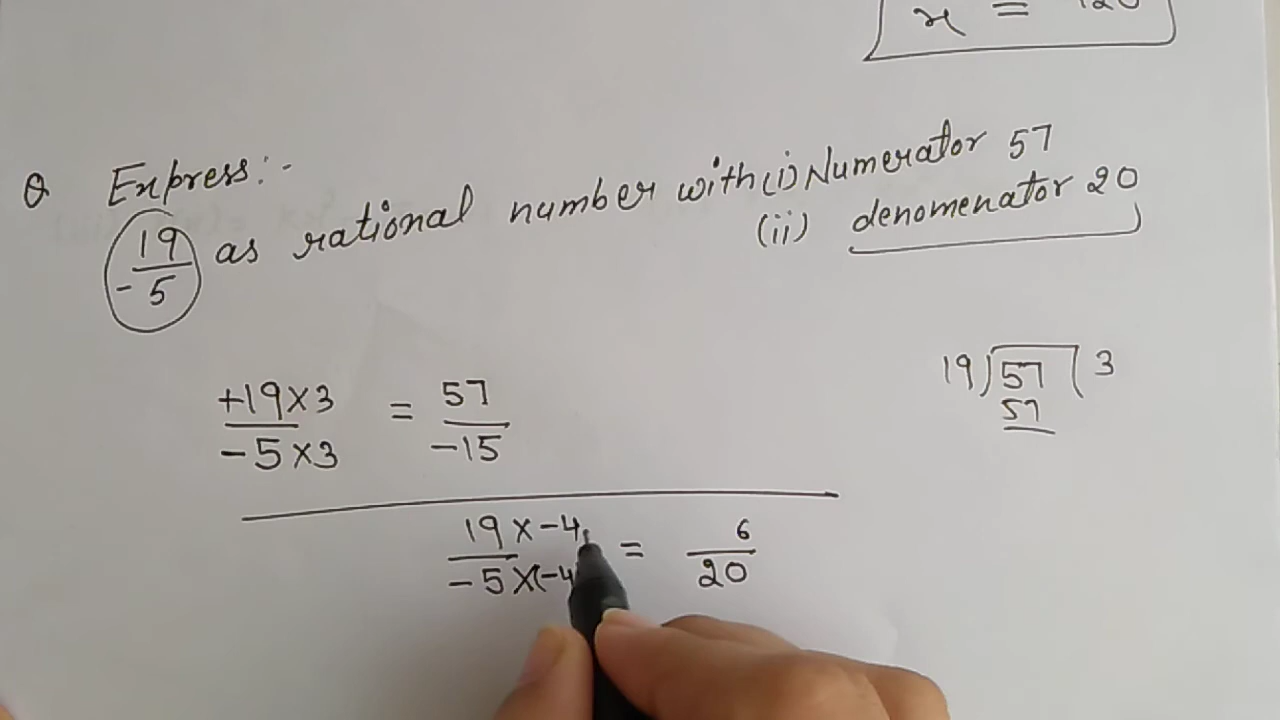 x = 120
Q Express:-
19/-5 as rational number with (i) Numerator 57
(ii) denomenator 20
19)57(3
57
+19×3/-5×3 = 57/-15
19×-4/-5×(-4 = 6/20